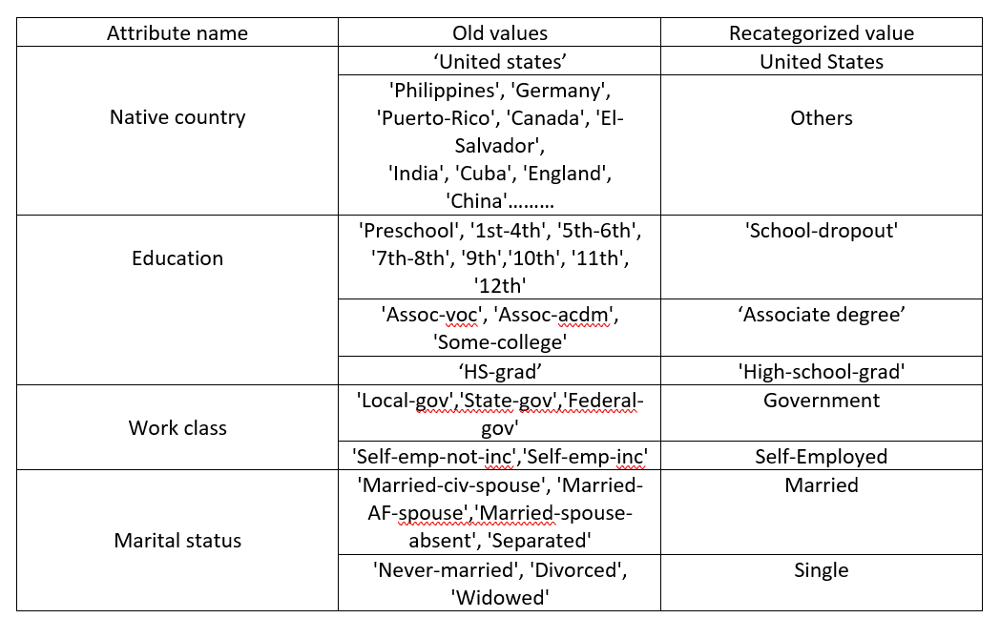 Attribute name Old values Recategorized value
‘United states’ United States
'Philippines', 'Germany',
Native country 'Puerto-Rico', 'Canada', 'El- Others
Salvador',
'India', 'Cuba', 'England',
'China'………
'Preschool', '1st-4th', '5th-6th', 'School-dropout'
Education '7th-8th', '9th','10th', '11th',
'12th'
'Assoc-voc', 'Assoc-acdm', ‘Associate degree’
'Some-college'
‘HS-grad’ 'High-school-grad'
'Local-gov','State-gov','Federal- Government
Work class gov'
'Self-emp-not-inc','Self-emp-inc' Self-Employed
'Married-civ-spouse', 'Married- Married
AF-spouse','Married-spouse-
Marital status absent', 'Separated'
'Never-married', 'Divorced', Single
'Widowed'